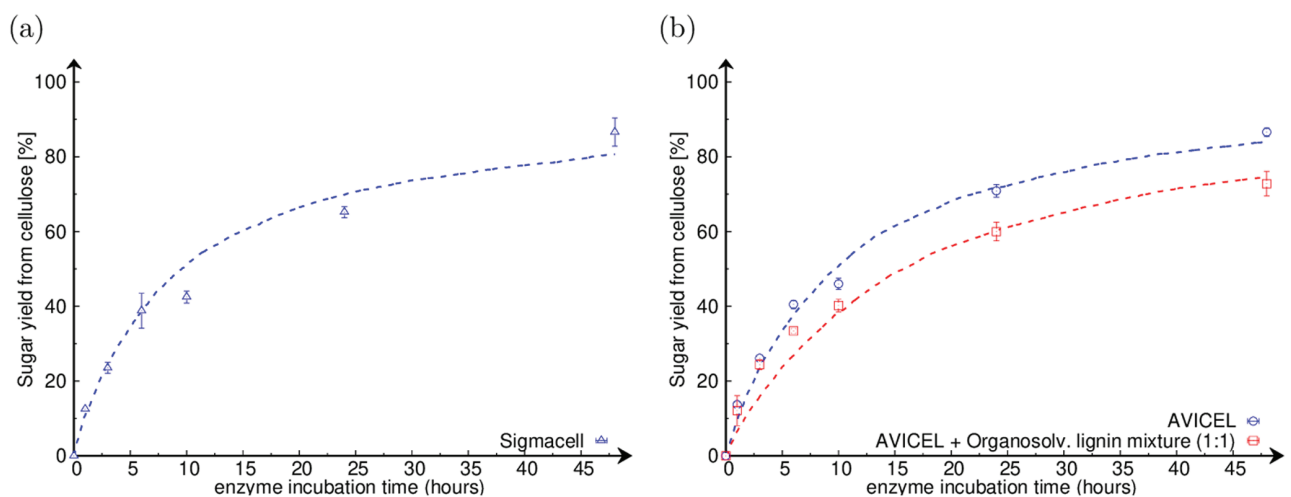 (a)
Sugar yield from cellulose [%]
100
80
60
40
20
0
0 5 10 15 20 25 30 35 40 45
enzyme incubation time (hours)
Sigmacell
(b)
Sugar yield from cellulose [%]
100
80
60
40
20
0
0 5 10 15 20 25 30 35 40 45
enzyme incubation time (hours)
AVICEL
AVICEL + Organosolv. lignin mixture (1:1)